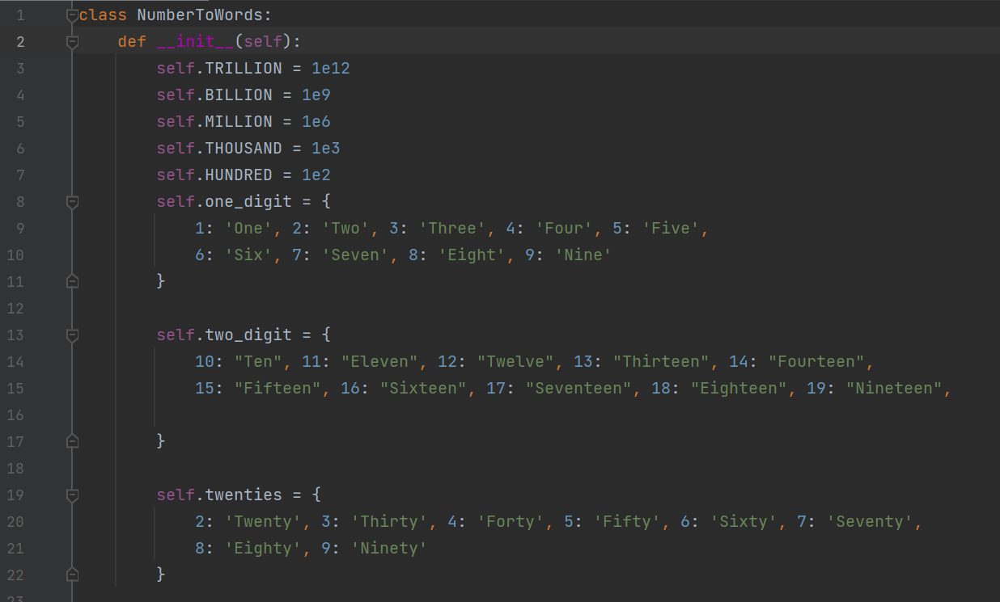 1 class NumberToWords:
2     def __init__(self):
3         self.TRILLION = 1e12
4         self.BILLION = 1e9
5         self.MILLION = 1e6
6         self.THOUSAND = 1e3
7         self.HUNDRED = 1e2
8         self.one_digit = {
9             1: 'One', 2: 'Two', 3: 'Three', 4: 'Four', 5: 'Five',
10             6: 'Six', 7: 'Seven', 8: 'Eight', 9: 'Nine'
11         }
12
13         self.two_digit = {
14             10: "Ten", 11: "Eleven", 12: "Twelve", 13: "Thirteen", 14: "Fourteen",
15             15: "Fifteen", 16: "Sixteen", 17: "Seventeen", 18: "Eighteen", 19: "Nineteen",
16
17         }
18
19         self.twenties = {
20             2: 'Twenty', 3: 'Thirty', 4: 'Forty', 5: 'Fifty', 6: 'Sixty', 7: 'Seventy',
21             8: 'Eighty', 9: 'Ninety'
22         }
23